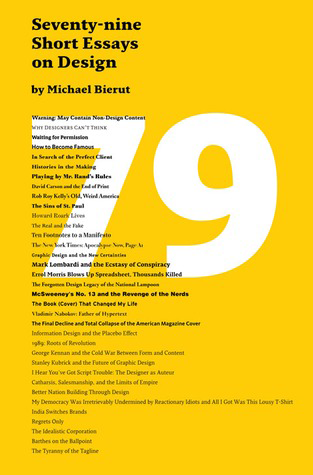 Seventy-nine
Short Essays
on Design
by Michael Bierut
79
Warning: May Contain Non-Design Content
Why Designers Can't Think
Waiting for Permission
How to Become Famous
In Search of the Perfect Client
Histories in the Making
Playing by Mr. Rand's Rules
David Carson and the End of Print
Rob Roy Kelly's Old, Weird America
The Sins of St. Paul
Howard Roark Lives
The Real and the Fake
Ten Footnotes to a Manifesto
The New York Times: Apocalypse Now, Page A1
Graphic Design and the New Certainties
Mark Lombardi and the Ecstasy of Conspiracy
Errol Morris Blows Up Spreadsheet, Thousands Killed
The Forgotten Design Legacy of the National Lampoon
McSweeney's No. 13 and the Revenge of the Nerds
The Book (Cover) That Changed My Life
Vladimir Nabokov: Father of Hypertext
The Final Decline and Total Collapse of the American Magazine Cover
Information Design and the Placebo Effect
1989: Roots of Revolution
George Kennan and the Cold War Between Form and Content
Stanley Kubrick and the Future of Graphic Design
I Hear You've Got Script Trouble: The Designer as Auteur
Catharsis, Salesmanship, and the Limits of Empire
Better Nation Building Through Design
My Democracy Was Irretrievably Undermined by Reactionary Idiots and All I Got Was This Lousy T-Shirt
India Switches Brands
Regrets Only
The Idealistic Corporation
Barthes on the Ballpoint
The Tyranny of the Tagline